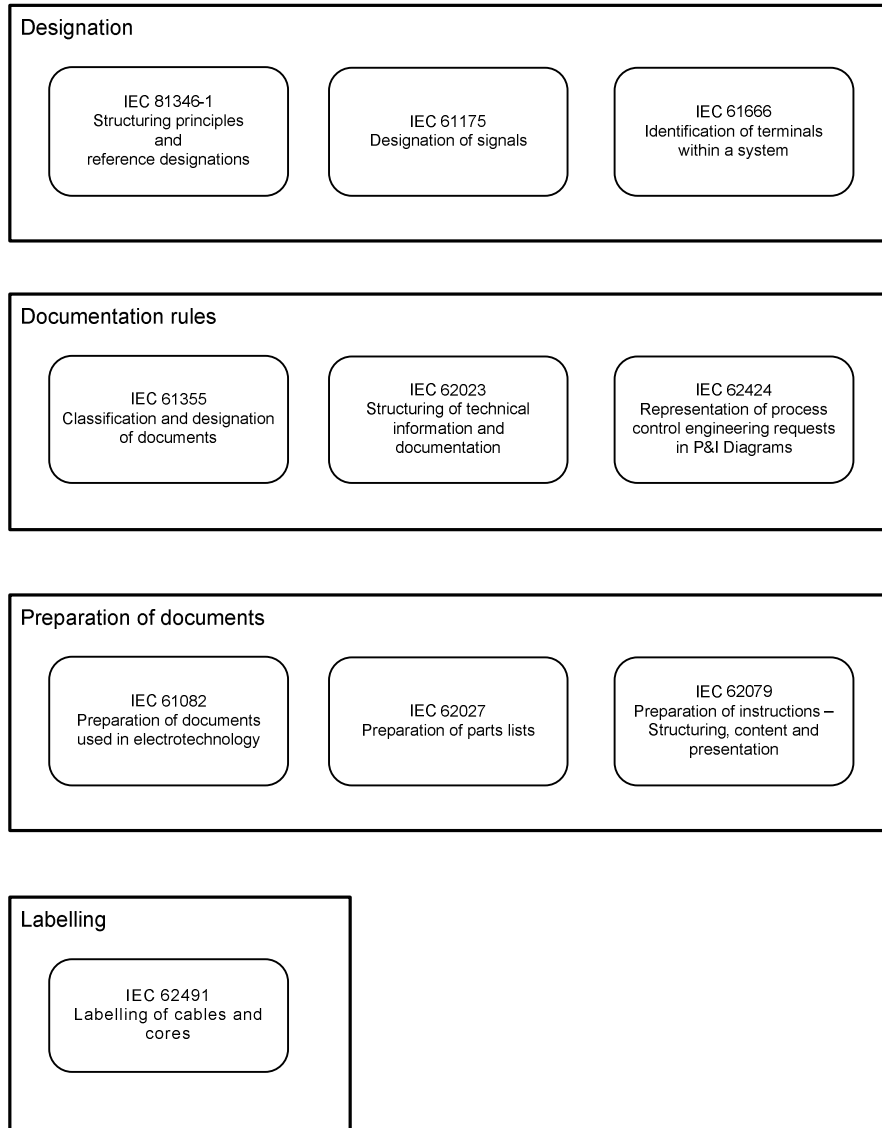 Designation
IEC 81346-1
Structuring principles
and
reference designations
IEC 61175
Designation of signals
IEC 61666
Identification of terminals
within a system
Documentation rules
IEC 61355
Classification and designation
of documents
IEC 62023
Structuring of technical
information and
documentation
IEC 62424
Representation of process
control engineering requests
in P&I Diagrams
Preparation of documents
IEC 61082
Preparation of documents
used in electrotechnology
IEC 62027
Preparation of parts lists
IEC 62079
Preparation of instructions –
Structuring, content and
presentation
Labelling
IEC 62491
Labelling of cables and
cores